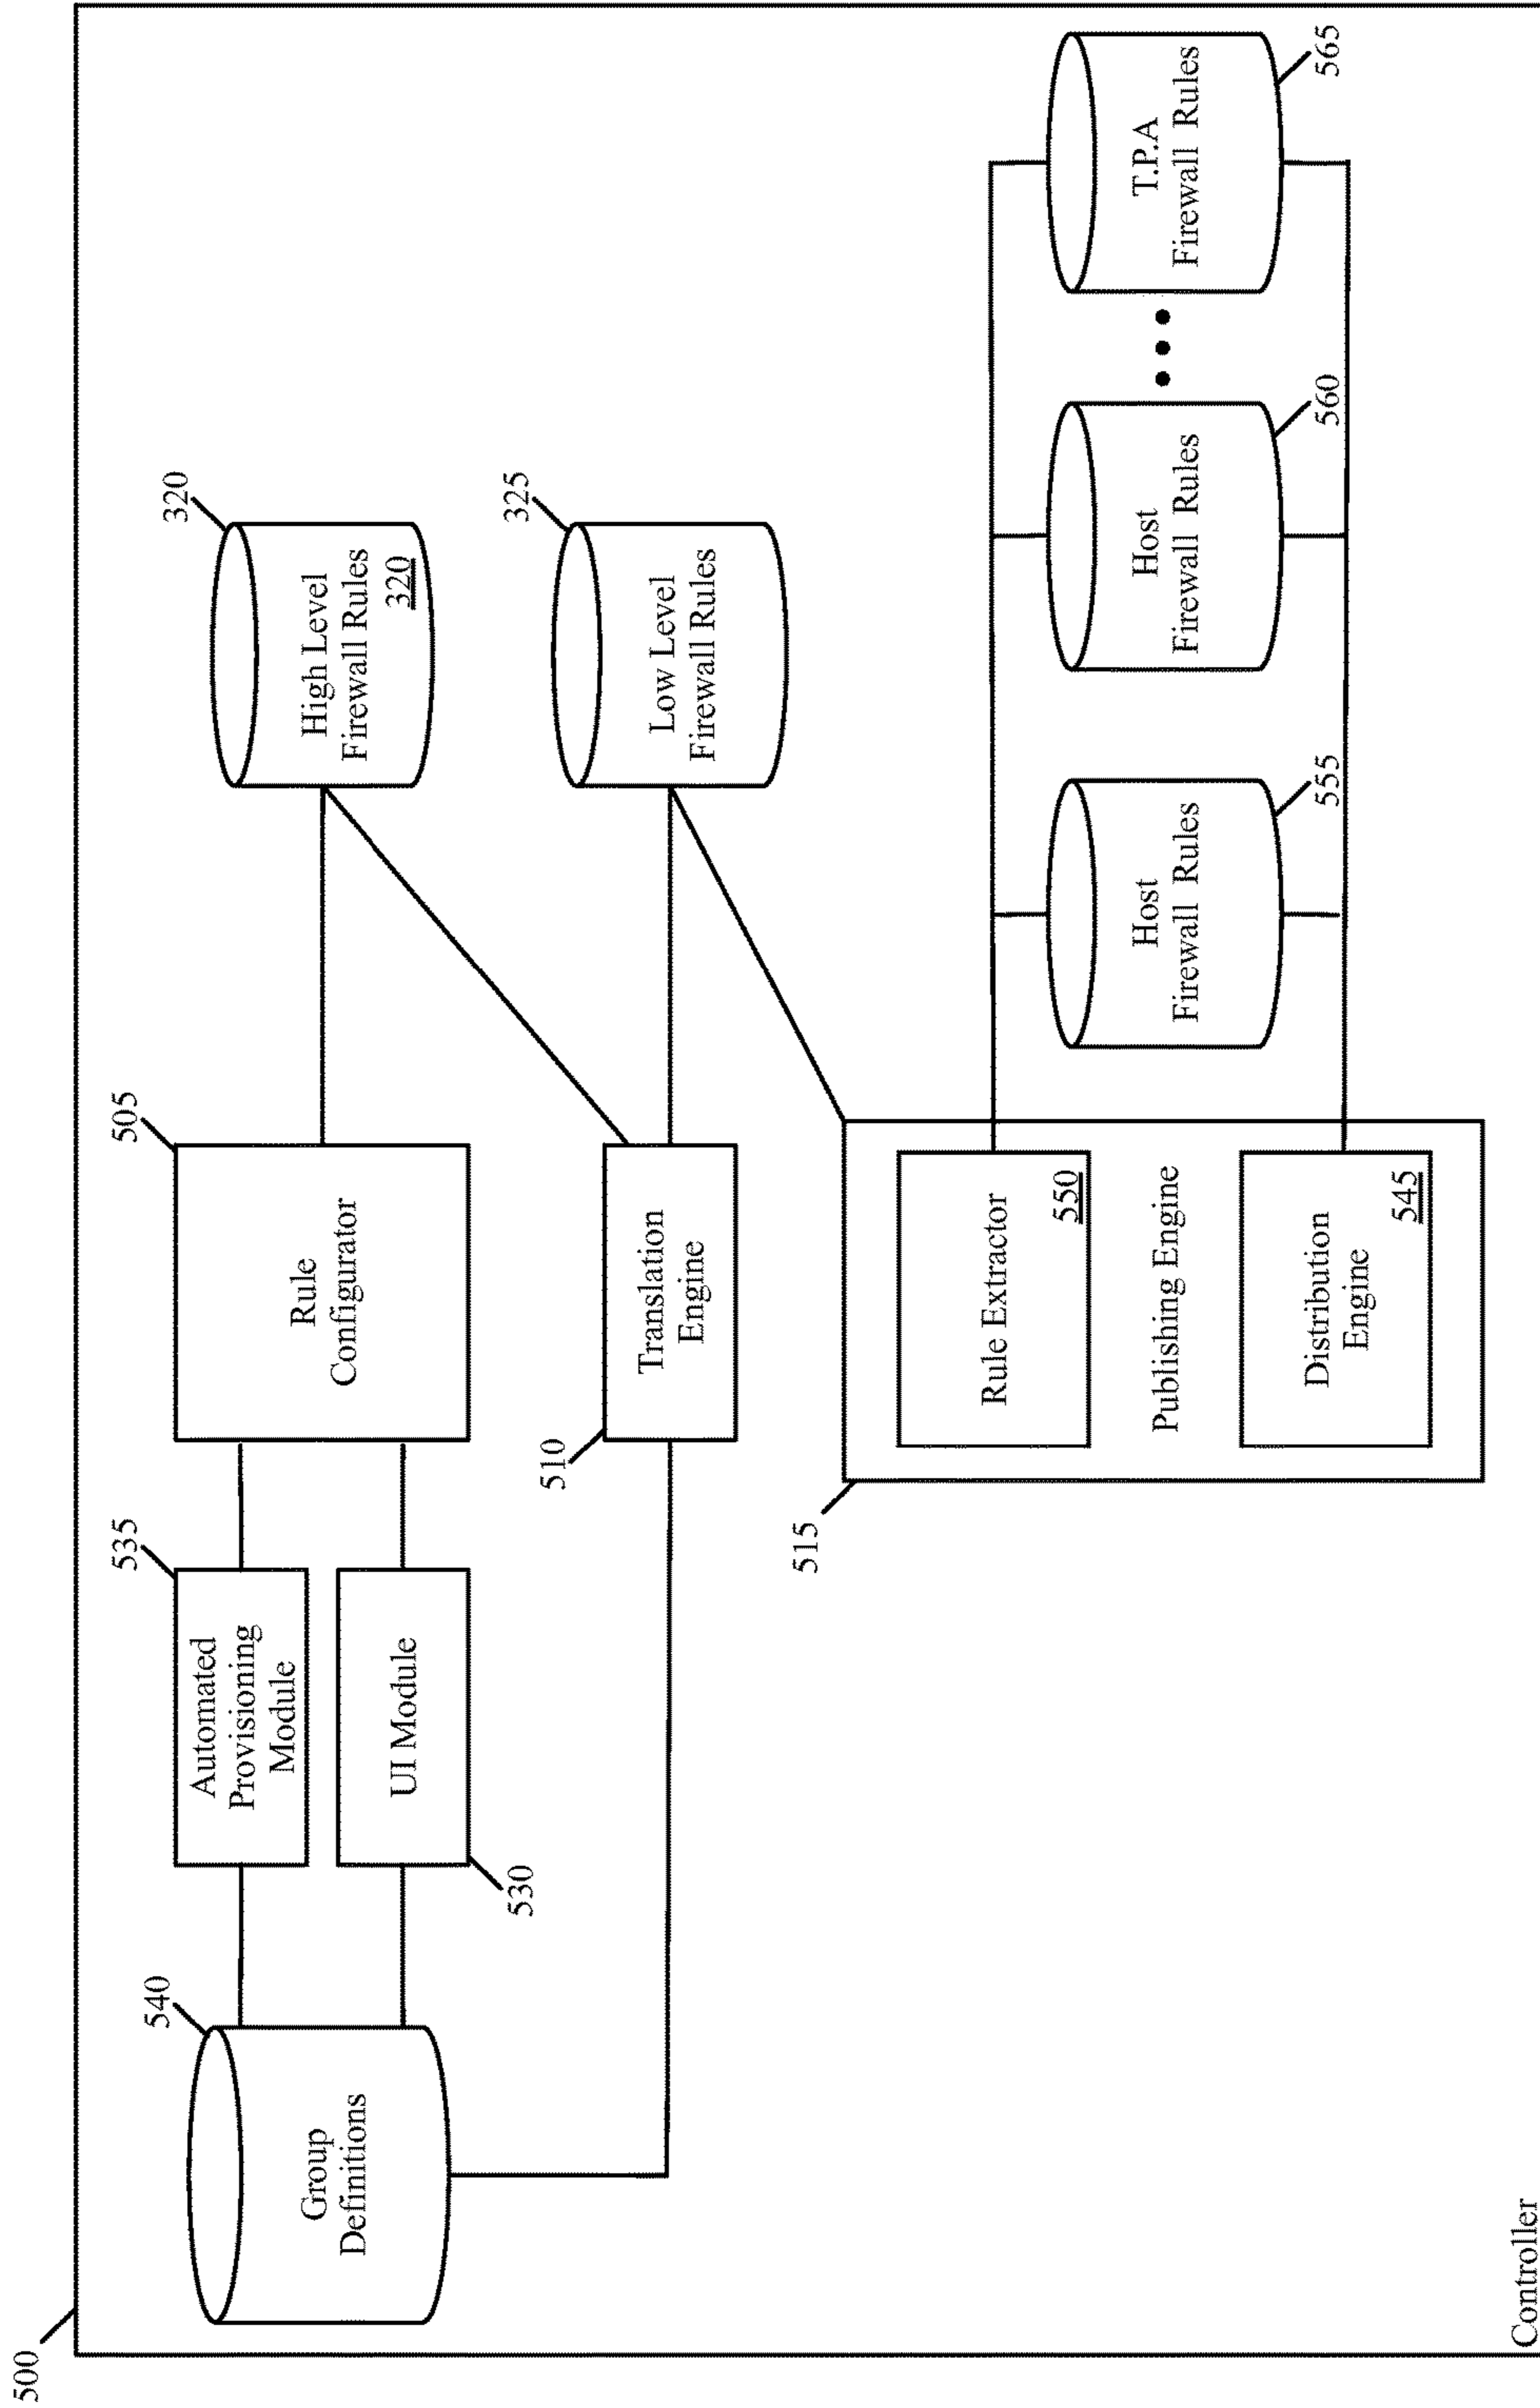 500
540
Group
Definitions
535
Automated
Provisioning
Module
UI Module
530
505
Rule
Configurator
320
High Level
Firewall Rules
320
510
Translation
Engine
325
Low Level
Firewall Rules
515
Rule Extractor
550
Publishing Engine
Distribution
Engine
545
Host
Firewall Rules
555
Host
Firewall Rules
560
T.P.A
Firewall Rules
565
Controller